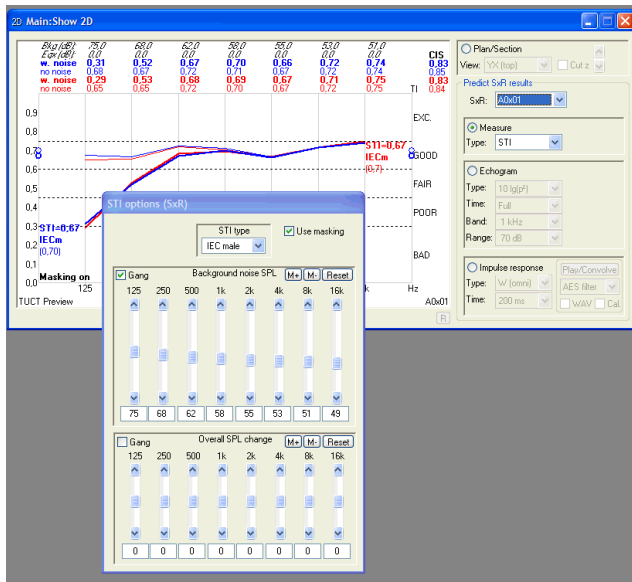 2D Main:Show 2D
Bkg (dB): 75,0 68,0 62,0 58,0 55,0 53,0 51,0
Eqx (dB): 0,0 0,0 0,0 0,0 0,0 0,0 0,0 CIS
w. noise 0,31 0,52 0,67 0,70 0,66 0,72 0,74 0,83
no noise 0,68 0,67 0,72 0,71 0,67 0,72 0,74 0,85
w. noise 0,29 0,53 0,68 0,69 0,67 0,71 0,75 0,83
no noise 0,65 0,65 0,72 0,70 0,67 0,72 0,75 TI 0,84
0,9 EXC.
0,8
0,7 STI=0,67 GOOD
0,6 IECm
(0,7)
0,5 FAIR
0,4
0,3 POOR
STI=0,67
0,2 IECm
(0,70)
0,1 BAD
Masking on
0,0 125 k Hz
TUCT Preview A0x01
R
Plan/Section
View: YX (top) Cut z
Predict SxR results
SxR: A0x01
Measure
Type: STI
Echogram
Type: 10 lg(p²)
Time: Full
Band: 1 kHz
Range: 70 dB
Impulse response Play/Convolve
Type: W (omni) AES filter
Time: 200 ms WAV Cal.
STI options (SxR)
STI type Use masking
IEC male
Gang Background noise SPL M+ M- Reset
125 250 500 1k 2k 4k 8k 16k
75 68 62 58 55 53 51 49
Gang Overall SPL change M+ M- Reset
125 250 500 1k 2k 4k 8k 16k
0 0 0 0 0 0 0 0